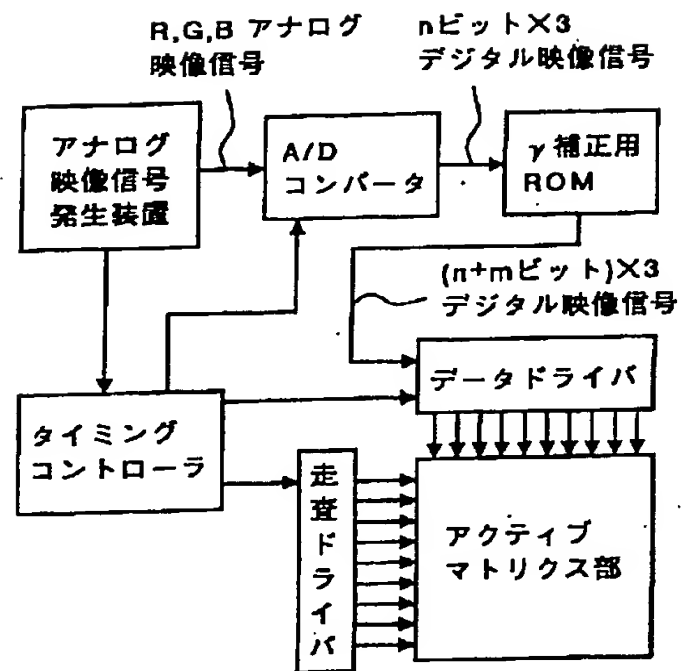 R,G,B アナログ
映像信号
nビット×3
デジタル映像信号
アナログ
映像信号
発生装置
A/D
コンバータ
γ補正用
ROM
(n+mビット)×3
デジタル映像信号
データドライバ
タイミング
コントローラ
走査ドライバ
アクティブ
マトリクス部